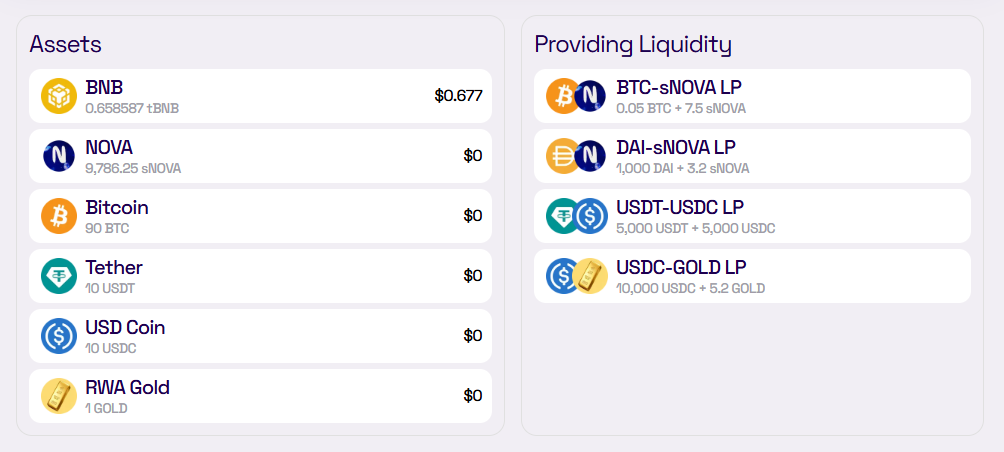 Assets
BNB
$0.677
0.658587 tBNB
NOVA
$0
9,786.25 sNOVA
Bitcoin
$0
90 BTC
Tether
$0
10 USDT
USD Coin
$0
10 USDC
RWA Gold
$0
1 GOLD
Providing Liquidity
BTC-sNOVA LP
0.05 BTC + 7.5 sNOVA
DAI-sNOVA LP
1,000 DAI + 3.2 sNOVA
USDT-USDC LP
5,000 USDT + 5,000 USDC
USDC-GOLD LP
10,000 USDC + 5.2 GOLD